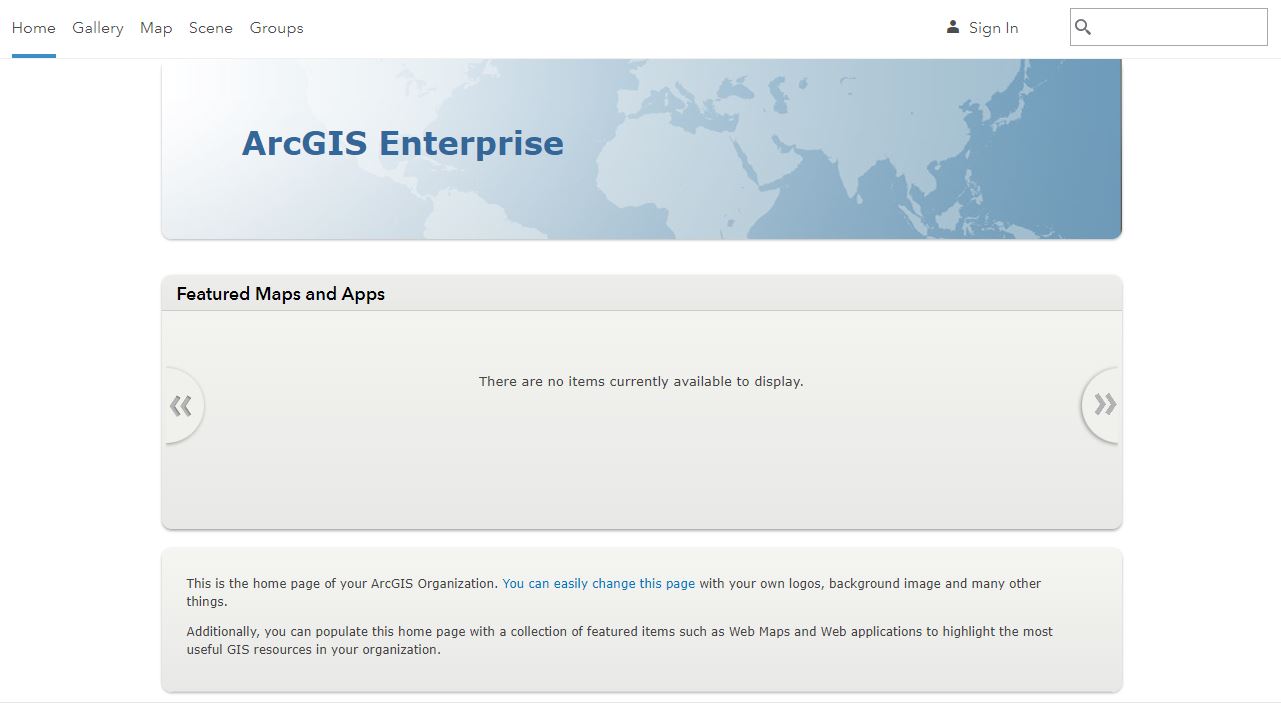 Home Gallery Map Scene Groups Sign In
ArcGIS Enterprise
Featured Maps and Apps
There are no items currently available to display.
This is the home page of your ArcGIS Organization. You can easily change this page with your own logos, background image and many other
things.
Additionally, you can populate this home page with a collection of featured items such as Web Maps and Web applications to highlight the most
useful GIS resources in your organization.